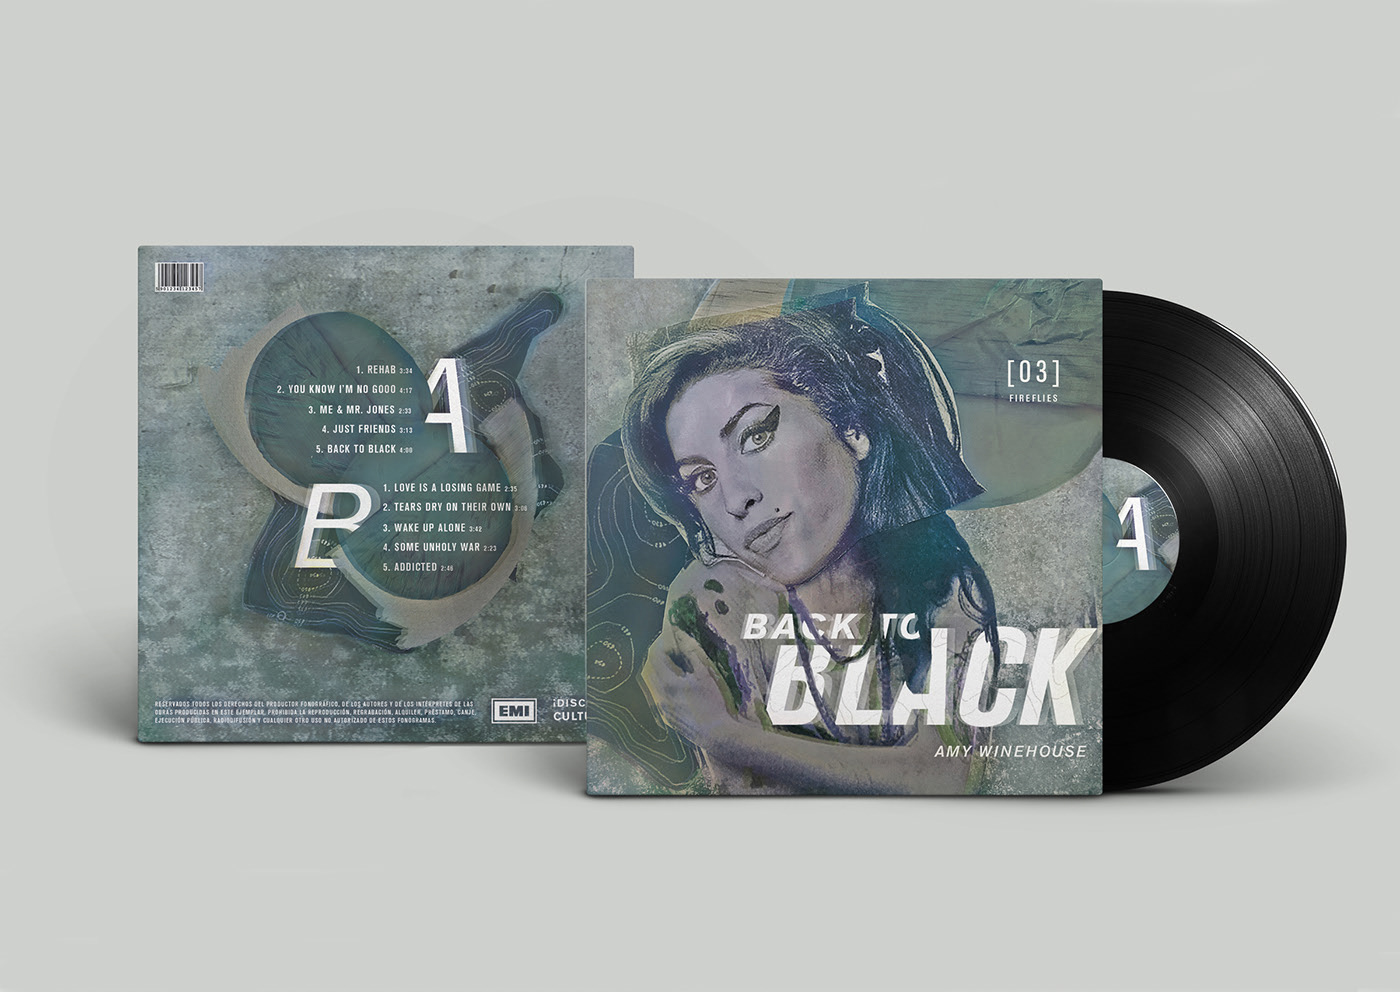 1. REHAB 3:34
2. YOU KNOW I'M NO GOOD 4:17
3. ME & MR. JONES 2:33
4. JUST FRIENDS 3:13
5. BACK TO BLACK 4:00
A
B
1. LOVE IS A LOSING GAME 2:35
2. TEARS DRY ON THEIR OWN
3. WAKE UP ALONE 3:42
4. SOME UNHOLY WAR 2:23
5. ADDICTED 2:46
RESERVADOS TODOS LOS DERECHOS DEL PRODUCTOR FONOGRÁFICO, DE LOS AUTORES Y DE LOS INTÉRPRETES DE LAS
OBRAS PRODUCIDAS EN ESTE EJEMPLAR, PROHIBIDA LA REPRODUCCIÓN, REGRABACIÓN, ALQUILER, PRÉSTAMO, CANJE,
EJECUCIÓN PÚBLICA, RADIODIFUSIÓN Y CUALQUIER OTRO USO NO AUTORIZADO DE ESTOS FONOGRAMAS.
EMI
¡DISC
CULTU
[03]
FIREFLIES
BACK TO
BLACK
AMY WINEHOUSE
A